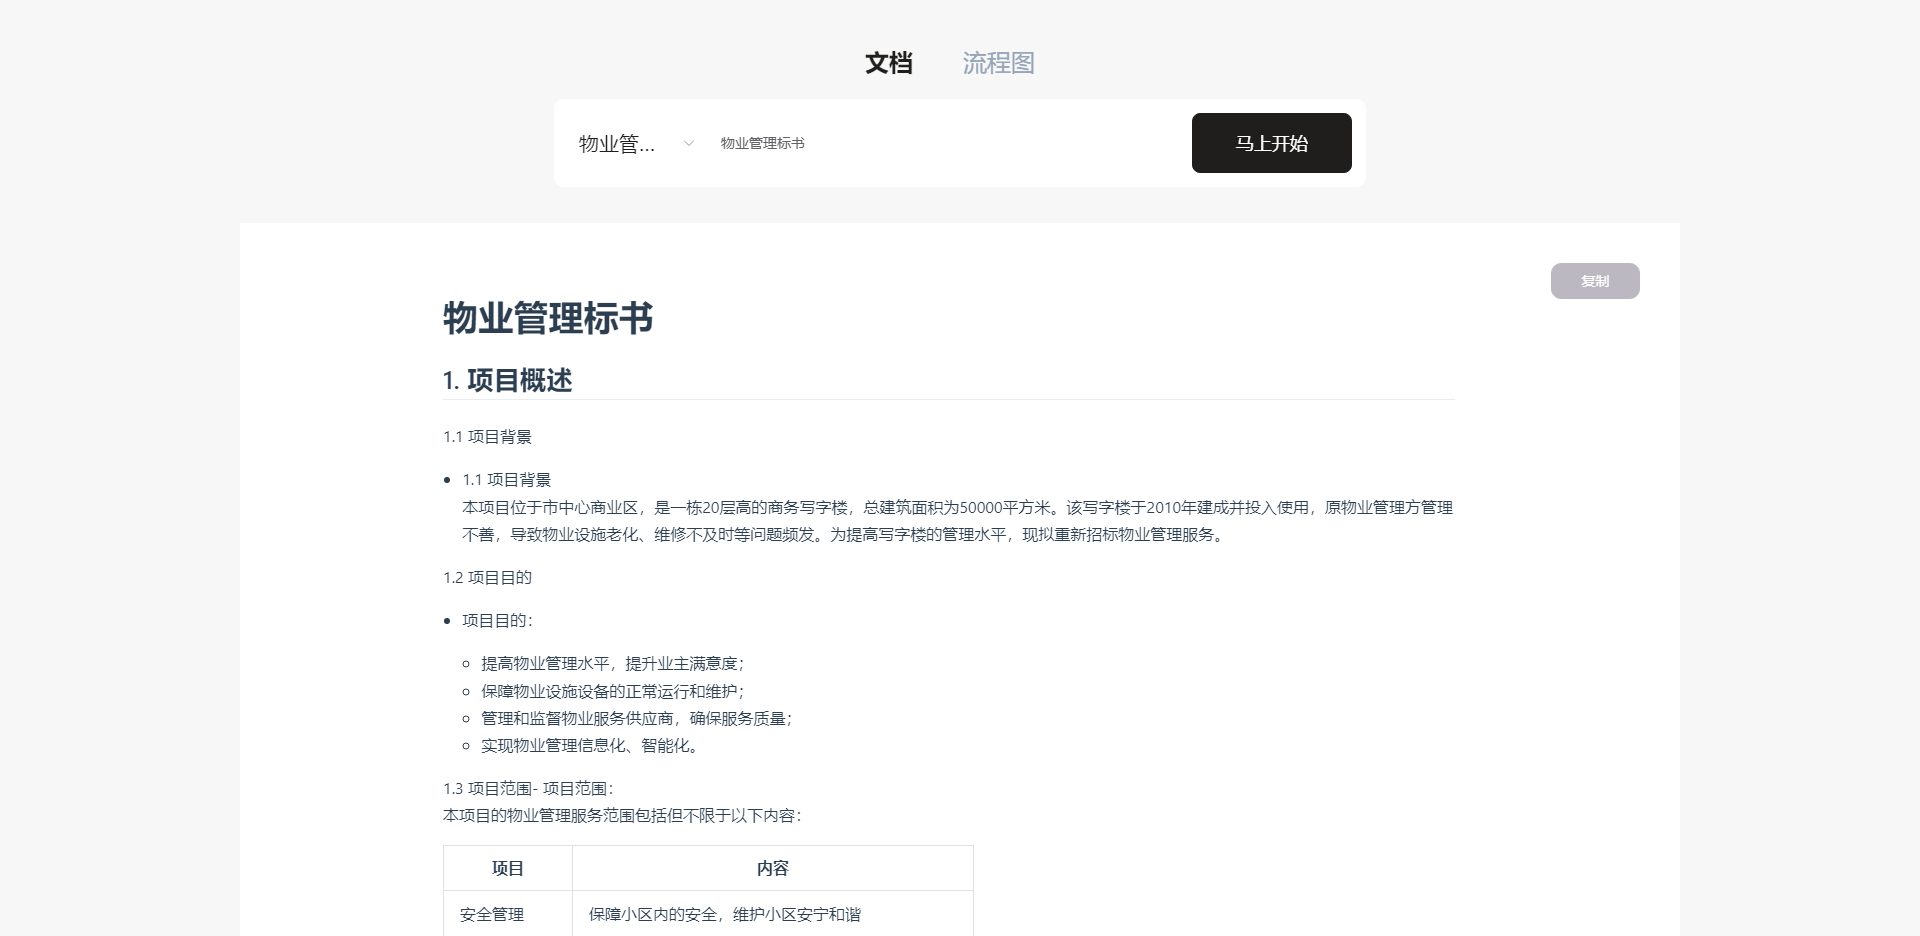 文档 流程图
物业管... 物业管理标书 马上开始
复制
物业管理标书
1. 项目概述
1.1 项目背景
1.1 项目背景
本项目位于市中心商业区，是一栋20层高的商务写字楼，总建筑面积为50000平方米。该写字楼于2010年建成并投入使用，原物业管理方管理
不善，导致物业设施老化、维修不及时等问题频发。为提高写字楼的管理水平，现拟重新招标物业管理服务。
1.2 项目目的
项目目的：
提高物业管理水平，提升业主满意度；
保障物业设施设备的正常运行和维护；
管理和监督物业服务供应商，确保服务质量；
实现物业管理信息化、智能化。
1.3 项目范围- 项目范围：
本项目的物业管理服务范围包括但不限于以下内容：
项目 内容
安全管理 保障小区内的安全，维护小区安宁和谐